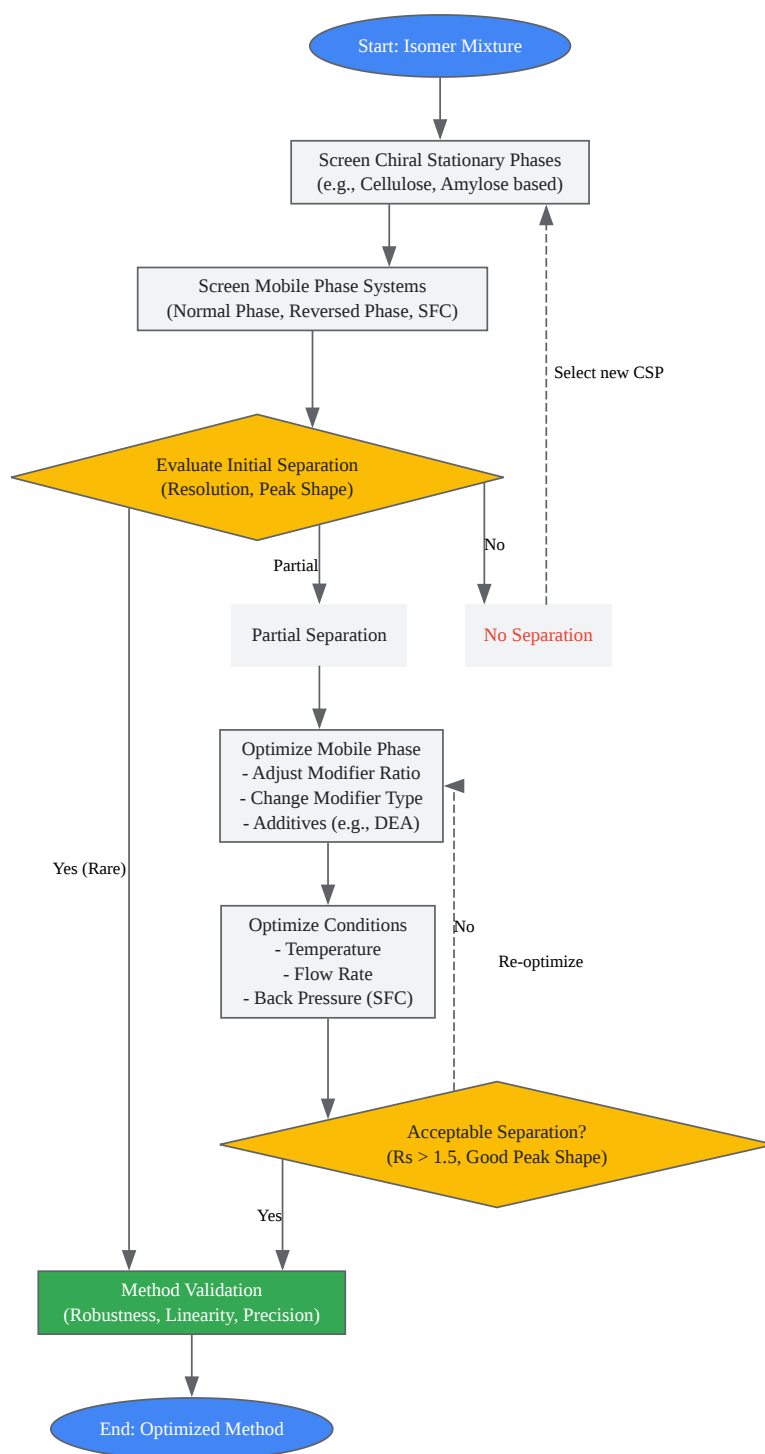 Start: Isomer Mixture
Screen Chiral Stationary Phases
(e.g., Cellulose, Amylose based)
Screen Mobile Phase Systems
(Normal Phase, Reversed Phase, SFC)
Select new CSP
Evaluate Initial Separation
(Resolution, Peak Shape)
No
Partial
Partial Separation
No Separation
Optimize Mobile Phase
- Adjust Modifier Ratio
- Change Modifier Type
- Additives (e.g., DEA)
Yes (Rare)
Optimize Conditions
- Temperature
- Flow Rate
- Back Pressure (SFC)
No
Re-optimize
Acceptable Separation?
(Rs > 1.5, Good Peak Shape)
Yes
Method Validation
(Robustness, Linearity, Precision)
End: Optimized Method